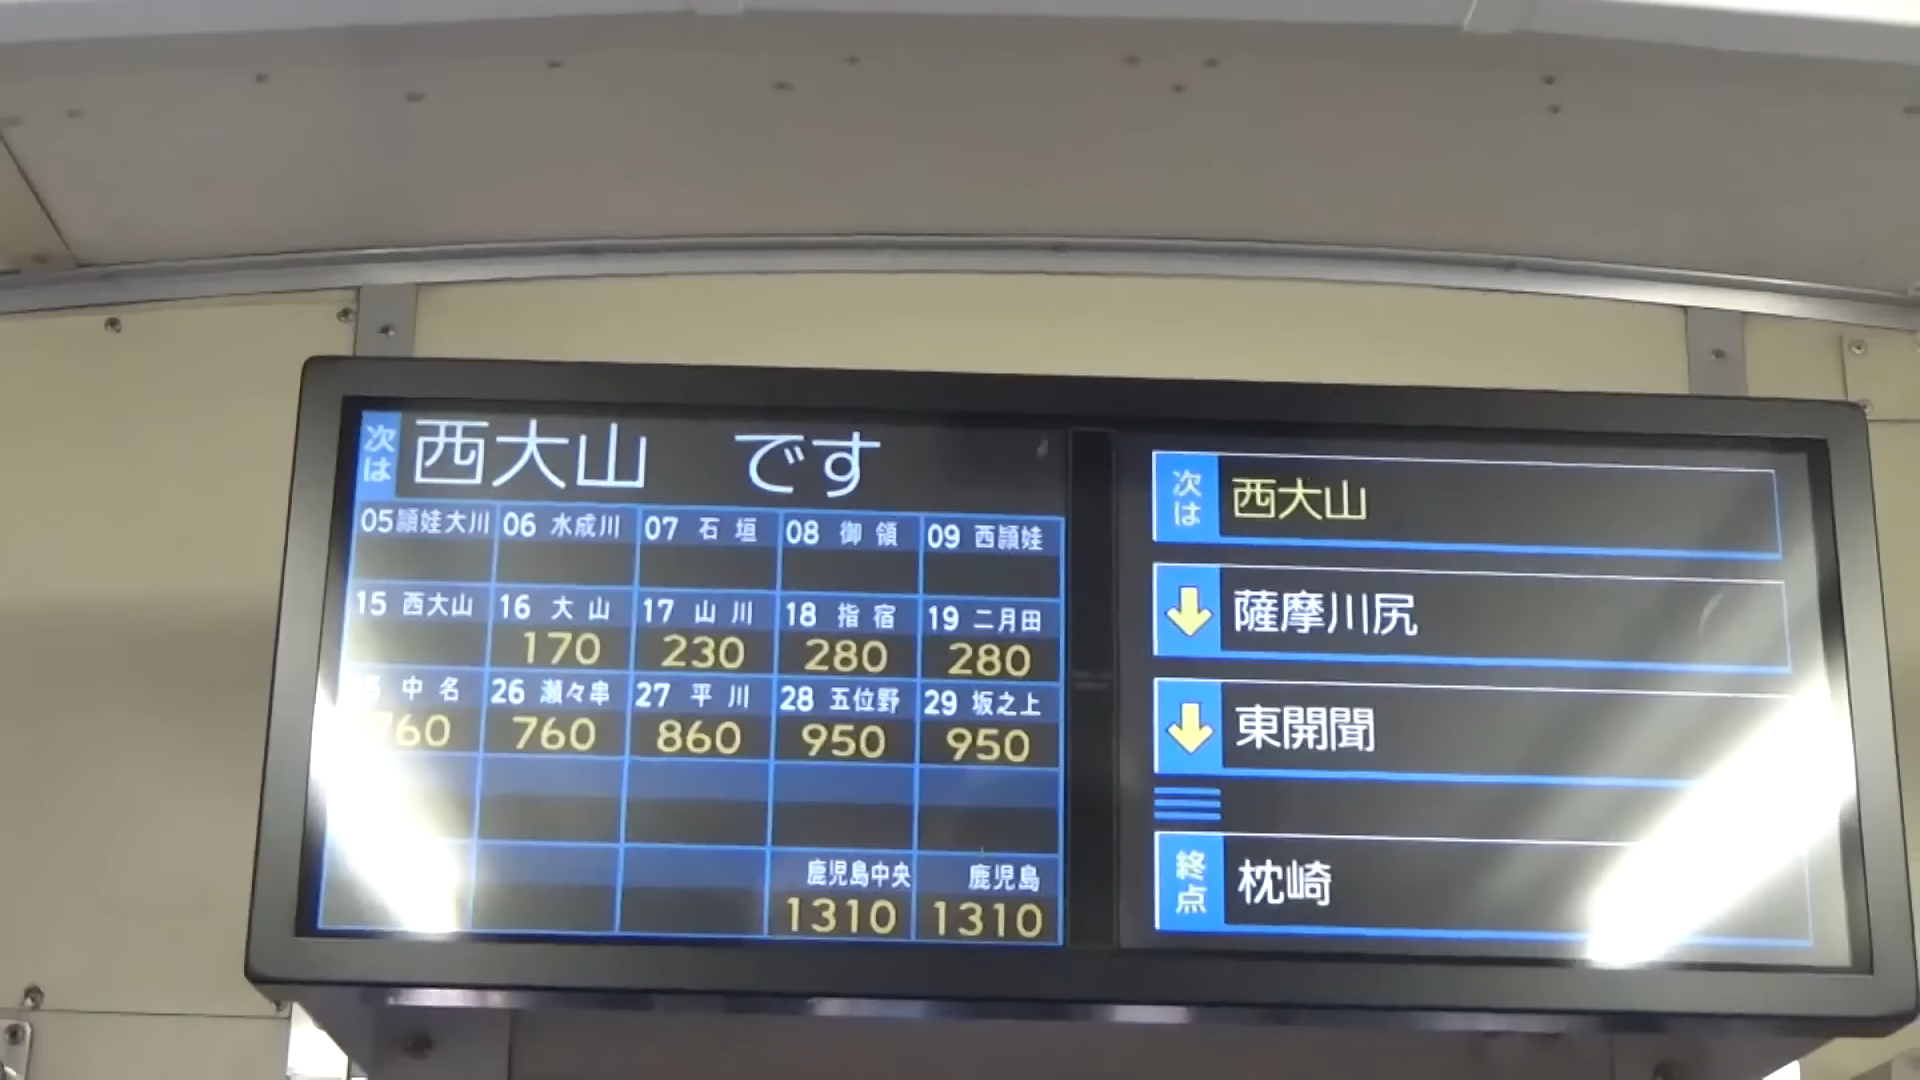 次は 西大山 です
05 頴娃大川 06 水成川 07 石垣 08 御領 09 西頴娃
15 西大山 16 大山 17 山川 18 指宿 19 二月田
170 230 280 280
中名 26 瀬々串 27 平川 28 五位野 29 坂之上
760 760 860 950 950
鹿児島中央 鹿児島
1310 1310
次は 西大山
薩摩川尻
東開聞
終点 枕崎